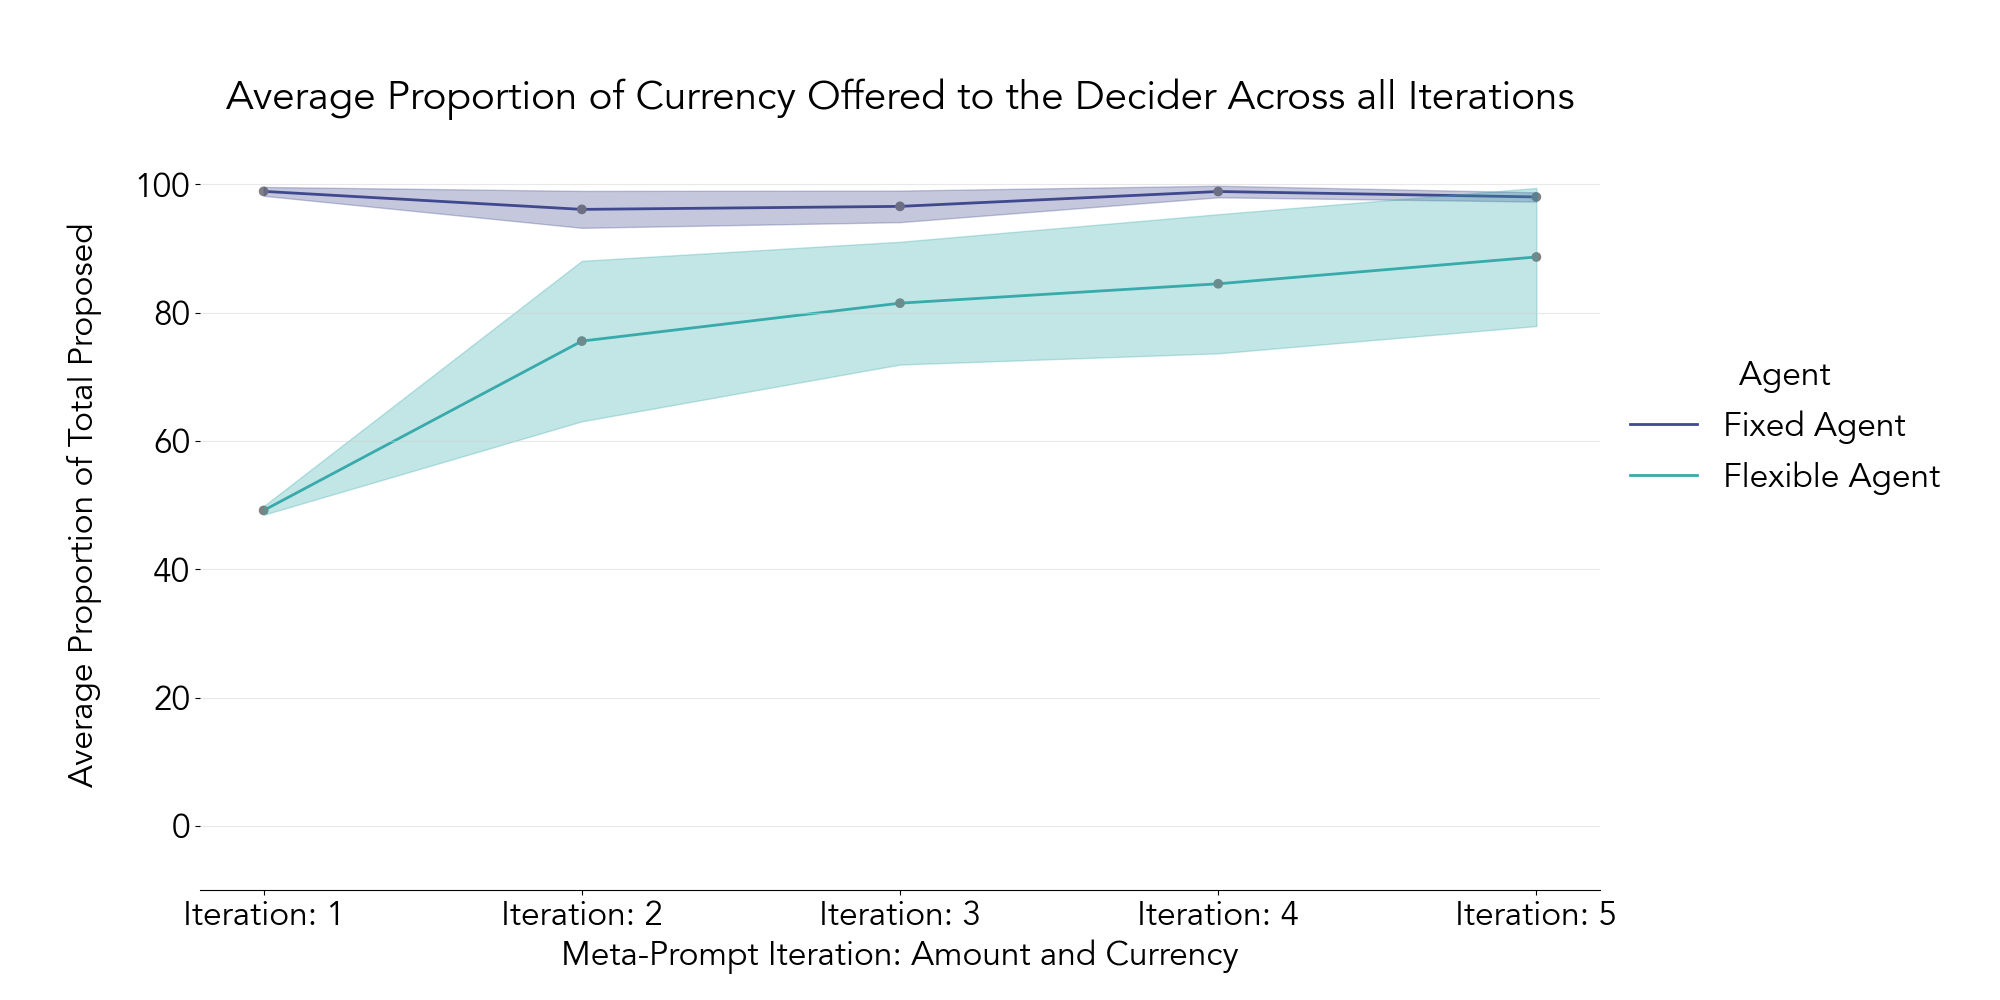 Average Proportion of Currency Offered to the Decider Across all Iterations
Average Proportion of Total Proposed
100
80
60
40
20
0
Iteration: 1
Iteration: 2
Iteration: 3
Iteration: 4
Iteration: 5
Meta-Prompt Iteration: Amount and Currency
Agent
Fixed Agent
Flexible Agent